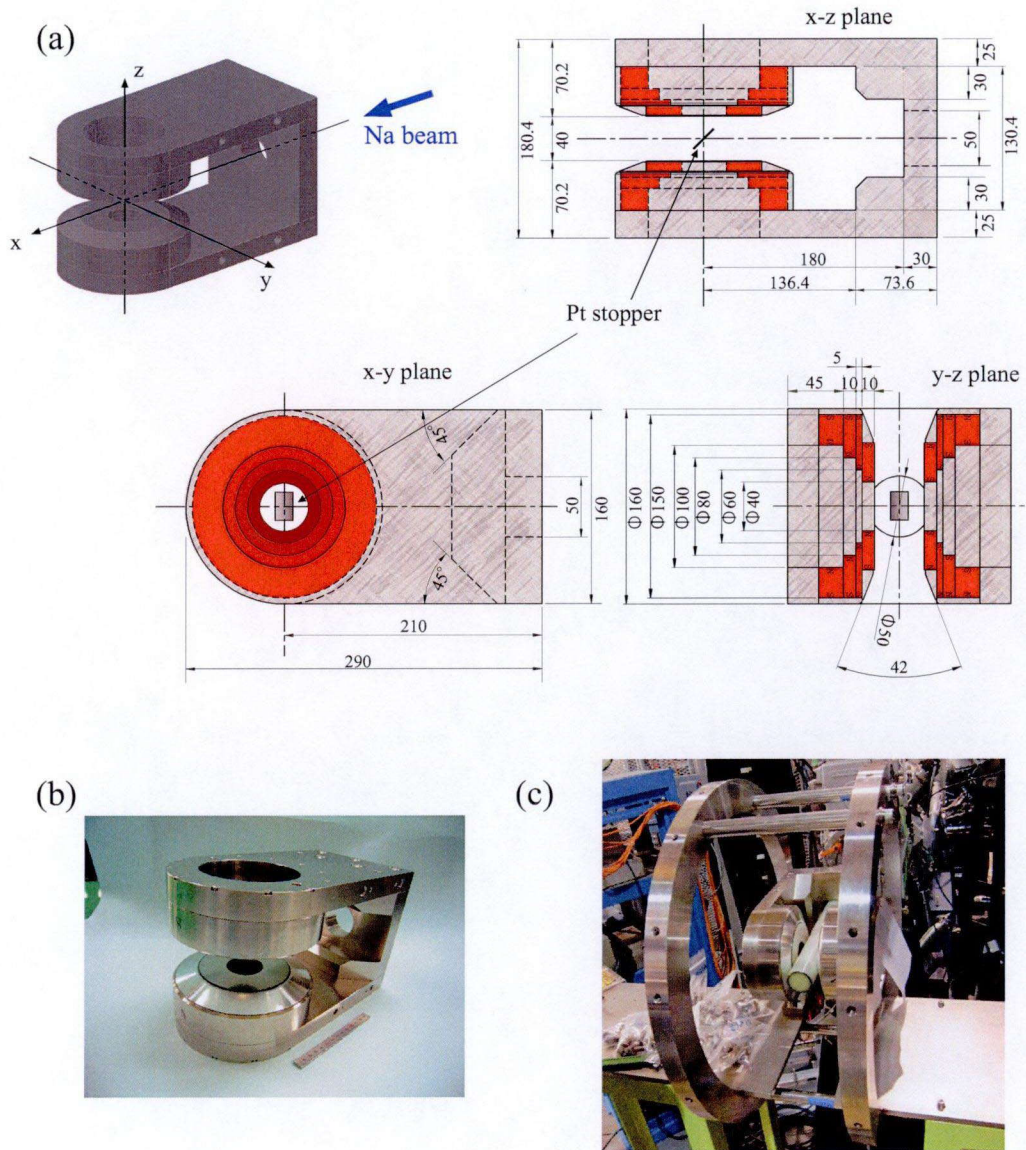 (a)
z
Na beam
x
y
x-z plane
25
30
50
30
25
130.4
70.2
40
70.2
180.4
180
30
136.4
73.6
Pt stopper
x-y plane
45°
45°
50
160
210
290
y-z plane
5
45
10
10
Φ160
Φ150
Φ100
Φ80
Φ60
Φ40
Φ50
42
(b)
(c)